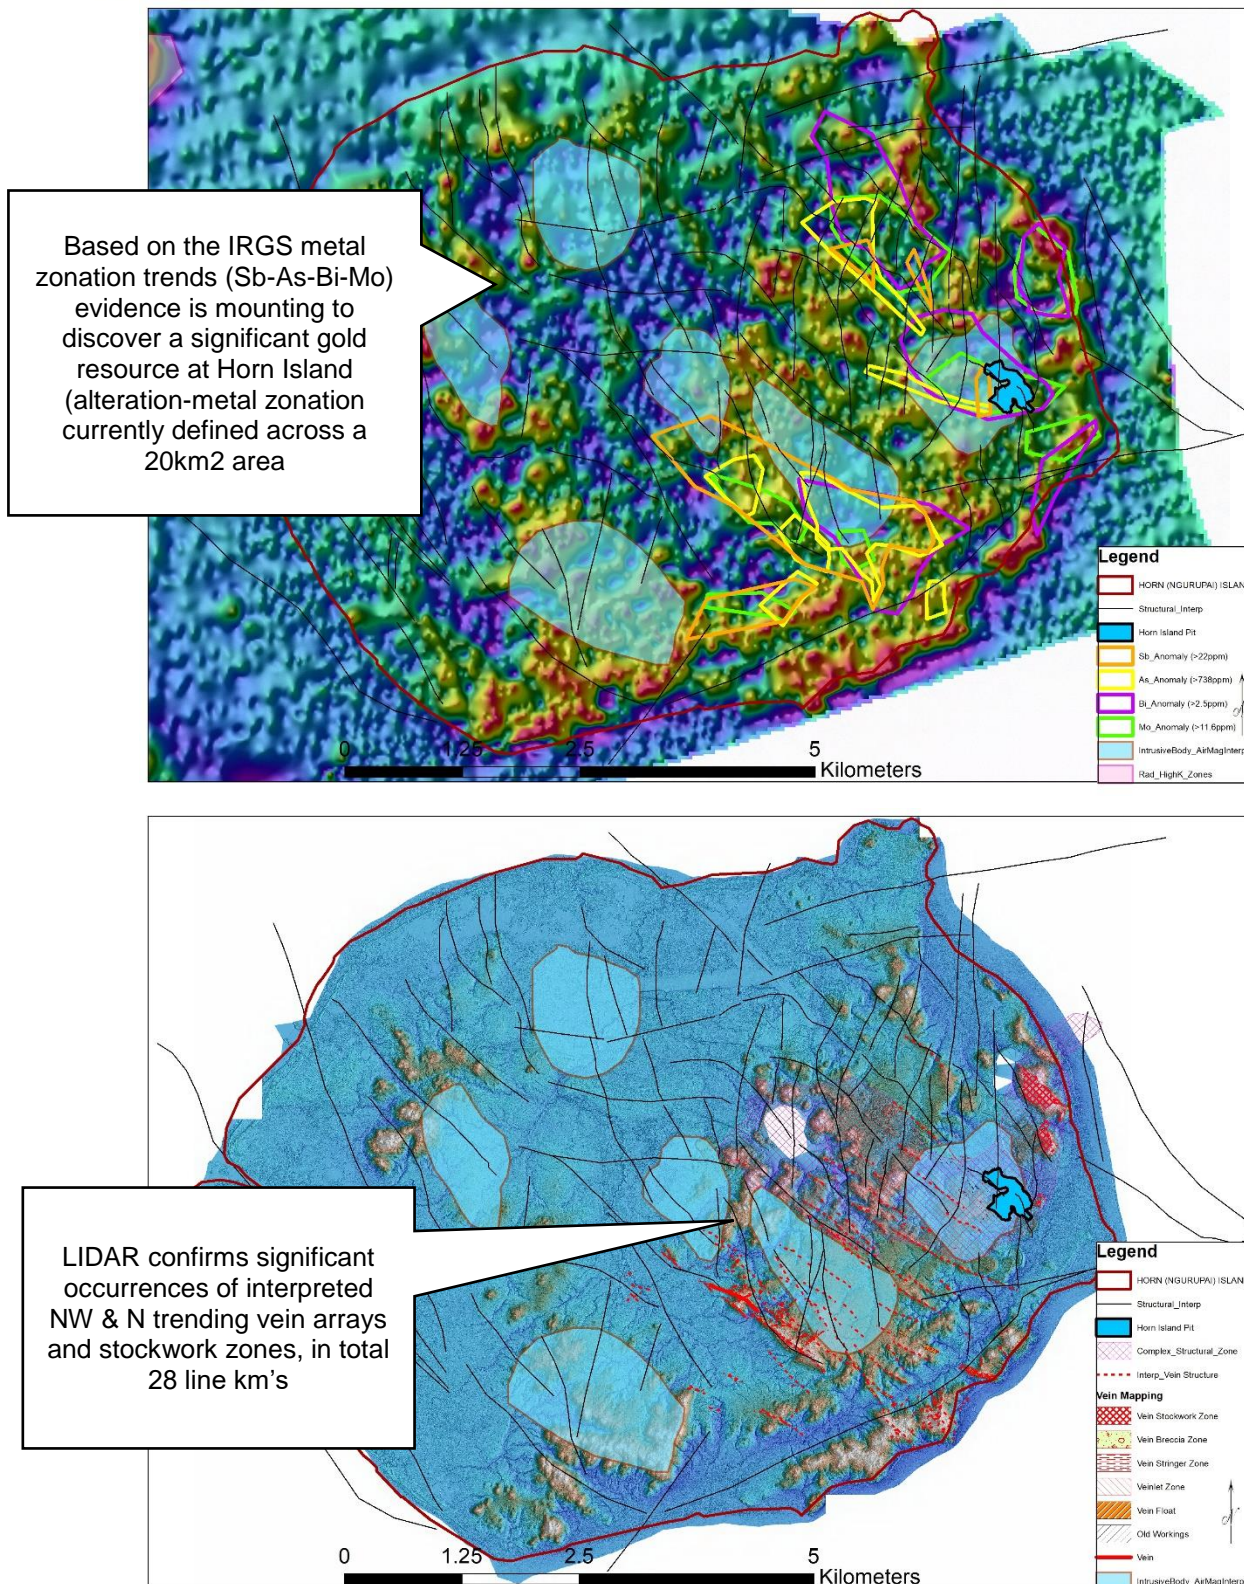 Based on the IRGS metal
zonation trends (Sb-As-Bi-Mo)
evidence is mounting to
discover a significant gold
resource at Horn Island
(alteration-metal zonation
currently defined across a
20km2 area
Legend
HORN (NGURUPAI) ISLAN
Structural_Interp
Horn Island Pit
Sb_Anomaly (>22ppm)
As_Anomaly (>738ppm)
Bi_Anomaly (>2.5ppm)
Mo_Anomaly (>11.6ppm)
IntrusiveBody_AirMagInterp
Rad_HighK_Zones
0 1.25 2.5 5
Kilometers
LIDAR confirms significant
occurrences of interpreted
NW & N trending vein arrays
and stockwork zones, in total
28 line km's
Legend
HORN (NGURUPAI) ISLAN
Structural_Interp
Horn Island Pit
Complex_Structural_Zone
Interp_Vein Structure
Vein Mapping
Vein Stockwork Zone
Vein Breccia Zone
Vein Stringer Zone
Veinlet Zone
Vein Float
Old Workings
Vein
IntrusiveBody_AirMagInterp
0 1.25 2.5 5
Kilometers